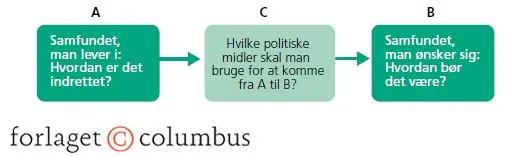 A
C
B
Samfundet,
man lever i:
Hvordan er det
indrettet?
Hvilke politiske
midler skal man
bruge for at komme
fra A til B?
Samfundet,
man ønsker sig:
Hvordan bør
det være?
forlaget © columbus